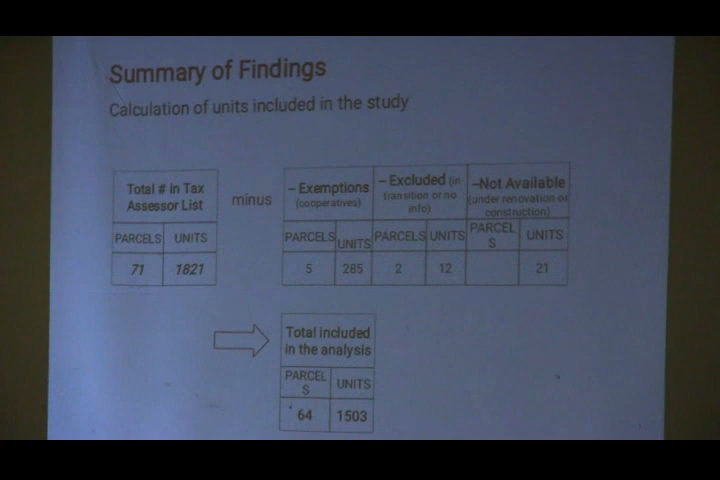 Summary of Findings
Calculation of units included in the study
Total # in Tax
Assessor List
PARCELS UNITS
71 1821
minus
– Exemptions
(cooperatives)
PARCELS UNITS
5 285
– Excluded (in
transition or no
info)
PARCELS UNITS
2 12
–Not Available
(under renovation or
construction)
PARCEL
S
UNITS
21
Total included
in the analysis
PARCEL
S
UNITS
64 1503